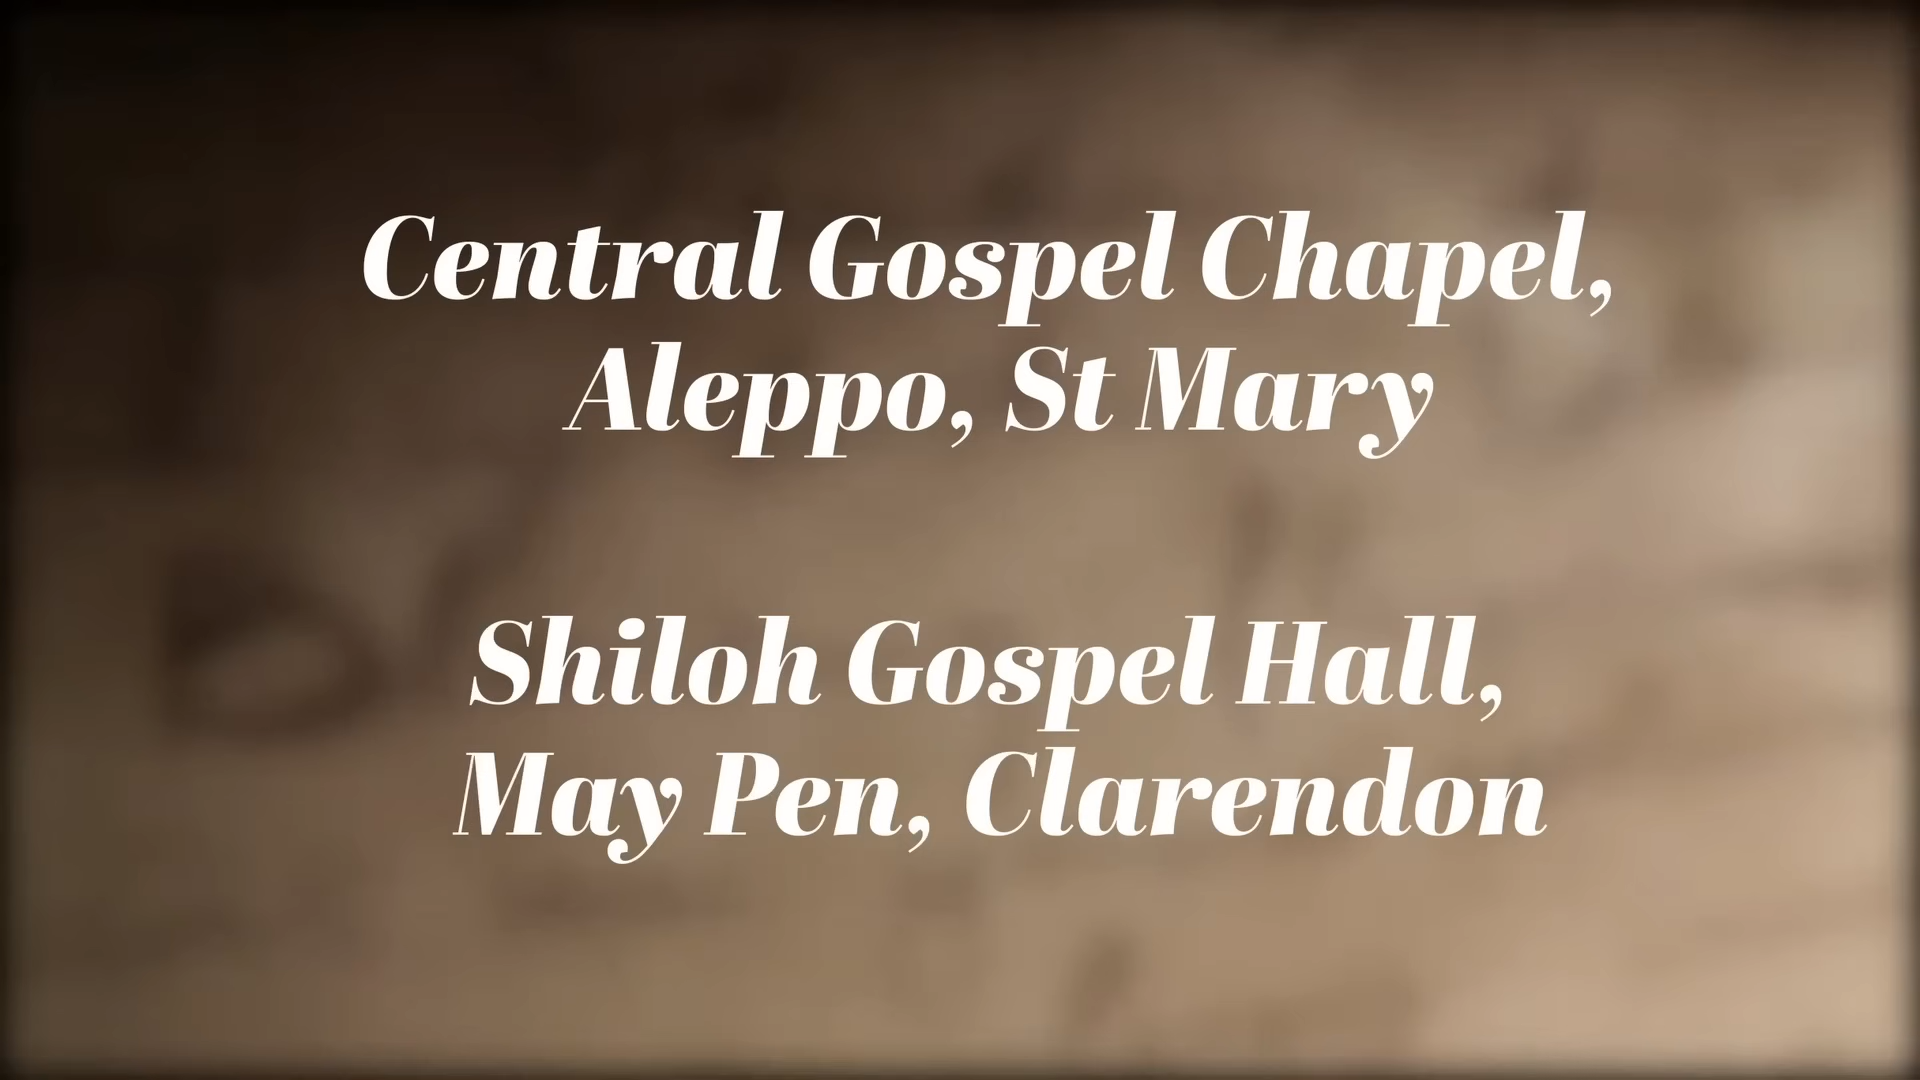 Central Gospel Chapel,
Aleppo, St Mary
Shiloh Gospel Hall,
May Pen, Clarendon